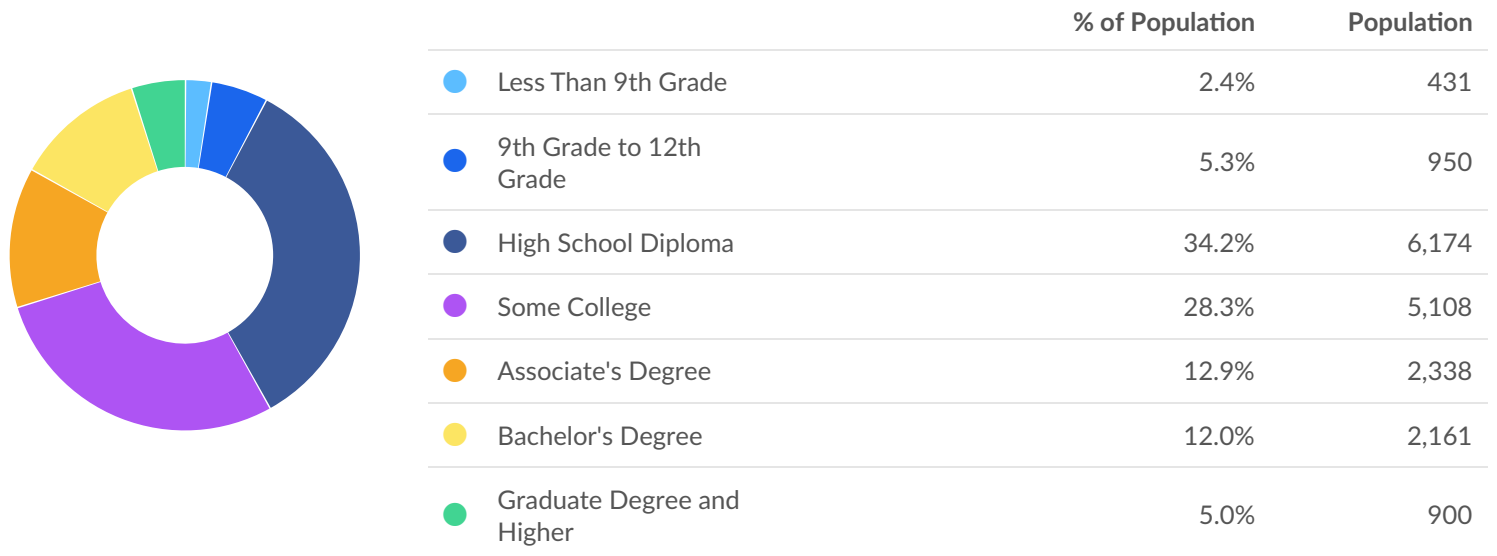 % of Population Population
Less Than 9th Grade 2.4% 431
9th Grade to 12th
Grade 5.3% 950
High School Diploma 34.2% 6,174
Some College 28.3% 5,108
Associate's Degree 12.9% 2,338
Bachelor's Degree 12.0% 2,161
Graduate Degree and
Higher 5.0% 900